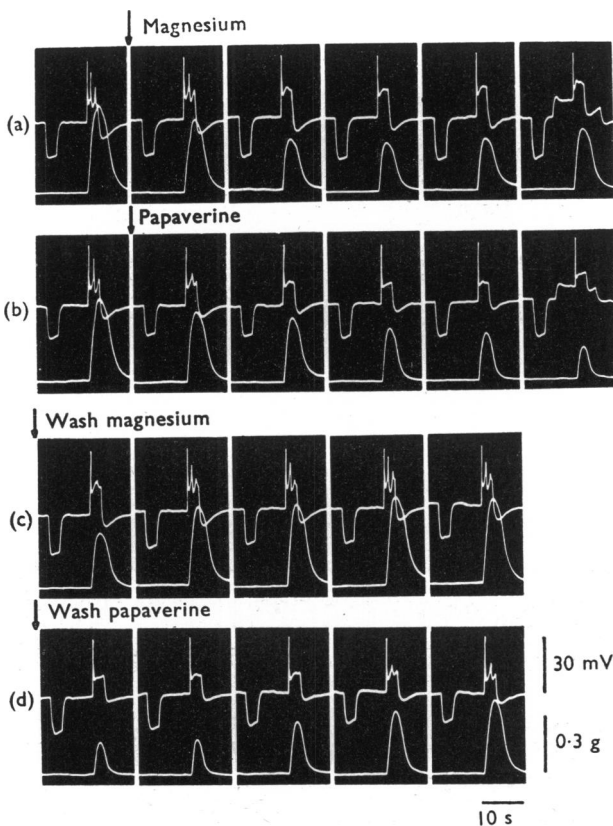 Magnesium
(a)
Papaverine
(b)
Wash magnesium
(c)
Wash papaverine
(d)
30 mV
0·3 g
10 s